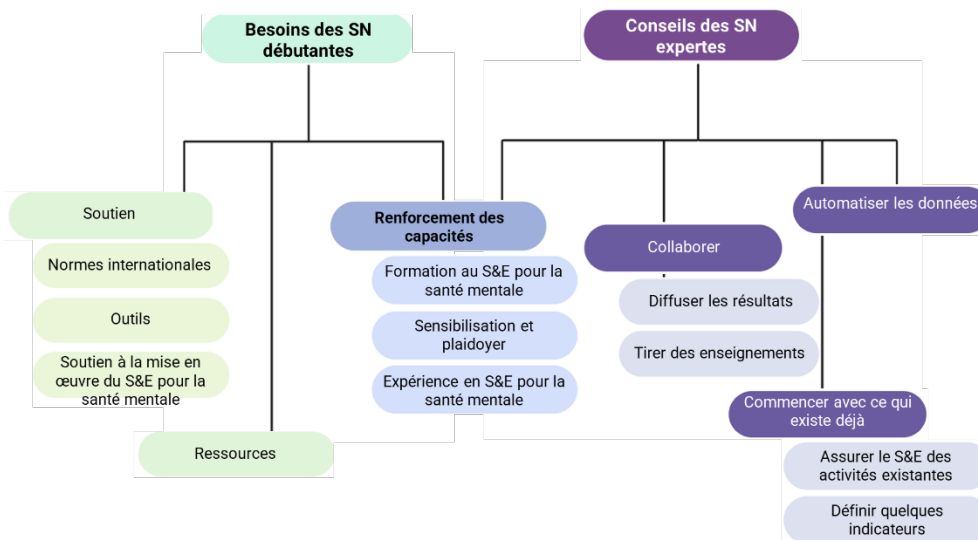 Besoins des SN
débutantes
Conseils des SN
expertes
Soutien
Normes internationales
Outils
Soutien à la mise en
œuvre du S&E pour la
santé mentale
Ressources
Renforcement des
capacités
Formation au S&E pour la
santé mentale
Sensibilisation et
plaidoyer
Expérience en S&E pour la
santé mentale
Collaborer
Diffuser les résultats
Tirer des enseignements
Automatiser les données
Commencer avec ce qui
existe déjà
Assurer le S&E des
activités existantes
Définir quelques
indicateurs